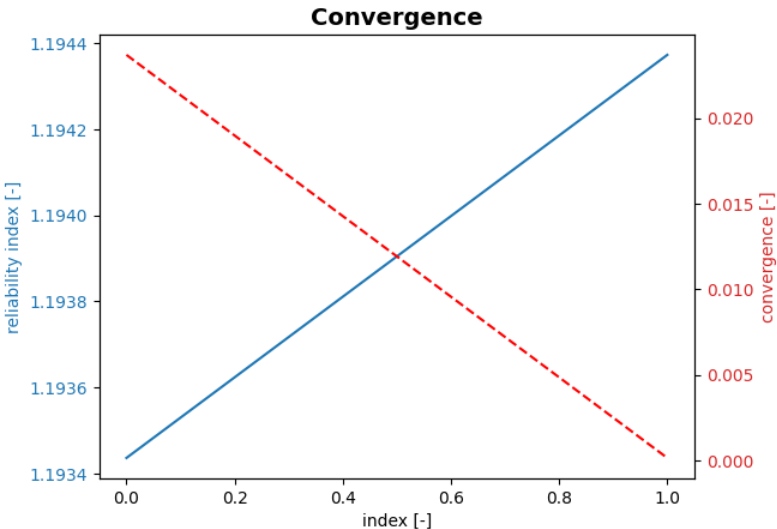 Convergence
1.1944
1.1942
1.1940
1.1938
1.1936
1.1934
reliability index [-]
0.020
0.015
0.010
0.005
0.000
convergence [-]
0.0 0.2 0.4 0.6 0.8 1.0
index [-]